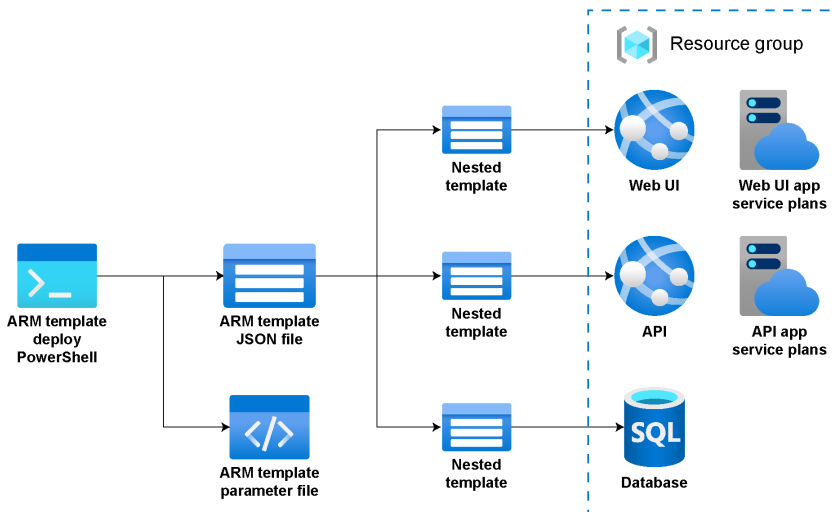 Resource group
Nested
template
Web UI
Web UI app
service plans
ARM template
deploy
PowerShell
ARM template
JSON file
Nested
template
API
API app
service plans
ARM template
parameter file
Nested
template
SQL
Database